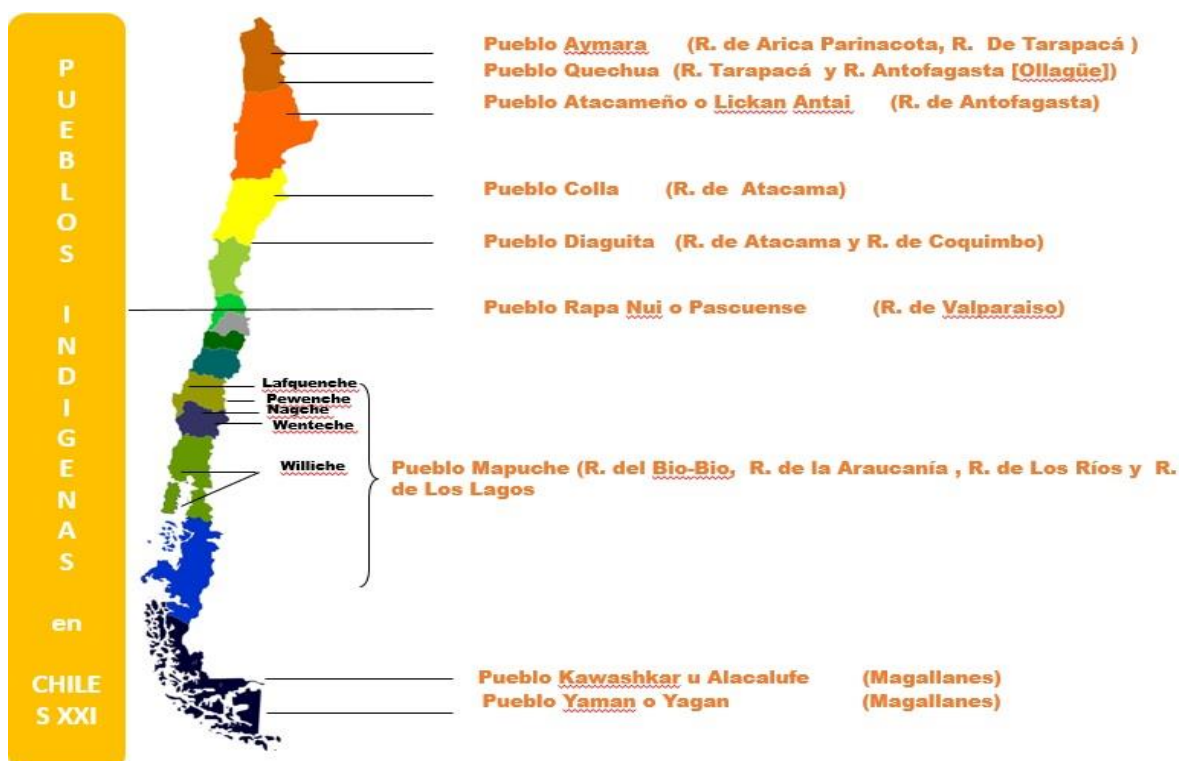 PUEBLOS INDIGENAS en CHILE S XXI
Pueblo Aymara (R. de Arica Parinacota, R. De Tarapacá )
Pueblo Quechua (R. Tarapacá y R. Antofagasta [Ollagüe])
Pueblo Atacameño o Lickan Antai (R. de Antofagasta)
Pueblo Colla (R. de Atacama)
Pueblo Diaguita (R. de Atacama y R. de Coquimbo)
Pueblo Rapa Nui o Pascuense (R. de Valparaiso)
Lafquenche
Pewenche
Nagche
Wenteche
Williche
Pueblo Mapuche (R. del Bio-Bio, R. de la Araucanía , R. de Los Ríos y R.
de Los Lagos
Pueblo Kawashkar u Alacalufe (Magallanes)
Pueblo Yaman o Yagan (Magallanes)